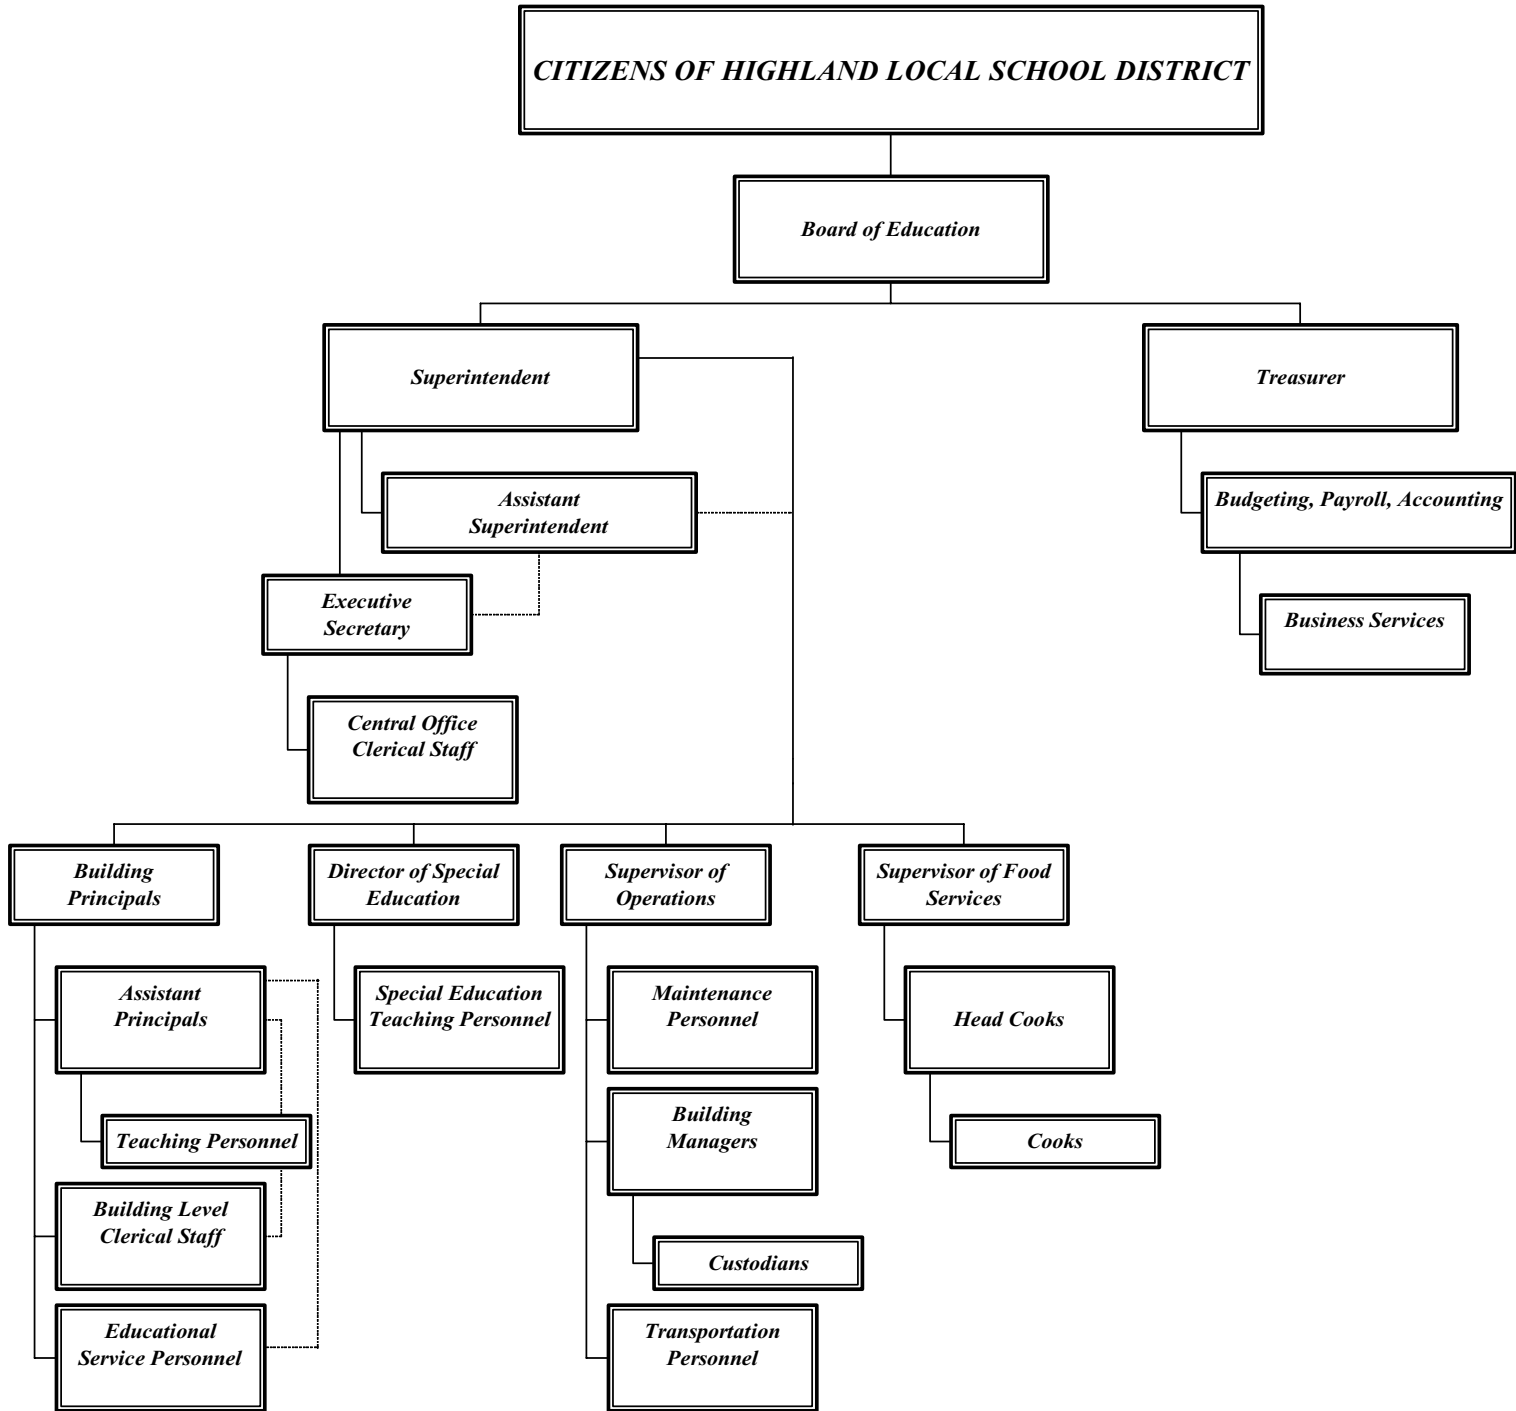 CITIZENS OF HIGHLAND LOCAL SCHOOL DISTRICT
Board of Education
Superintendent
Treasurer
Assistant
Superintendent
Budgeting, Payroll, Accounting
Executive
Secretary
Business Services
Central Office
Clerical Staff
Building
Principals
Director of Special
Education
Supervisor of
Operations
Supervisor of Food
Services
Assistant
Principals
Special Education
Teaching Personnel
Maintenance
Personnel
Head Cooks
Teaching Personnel
Building
Managers
Cooks
Building Level
Clerical Staff
Custodians
Educational
Service Personnel
Transportation
Personnel